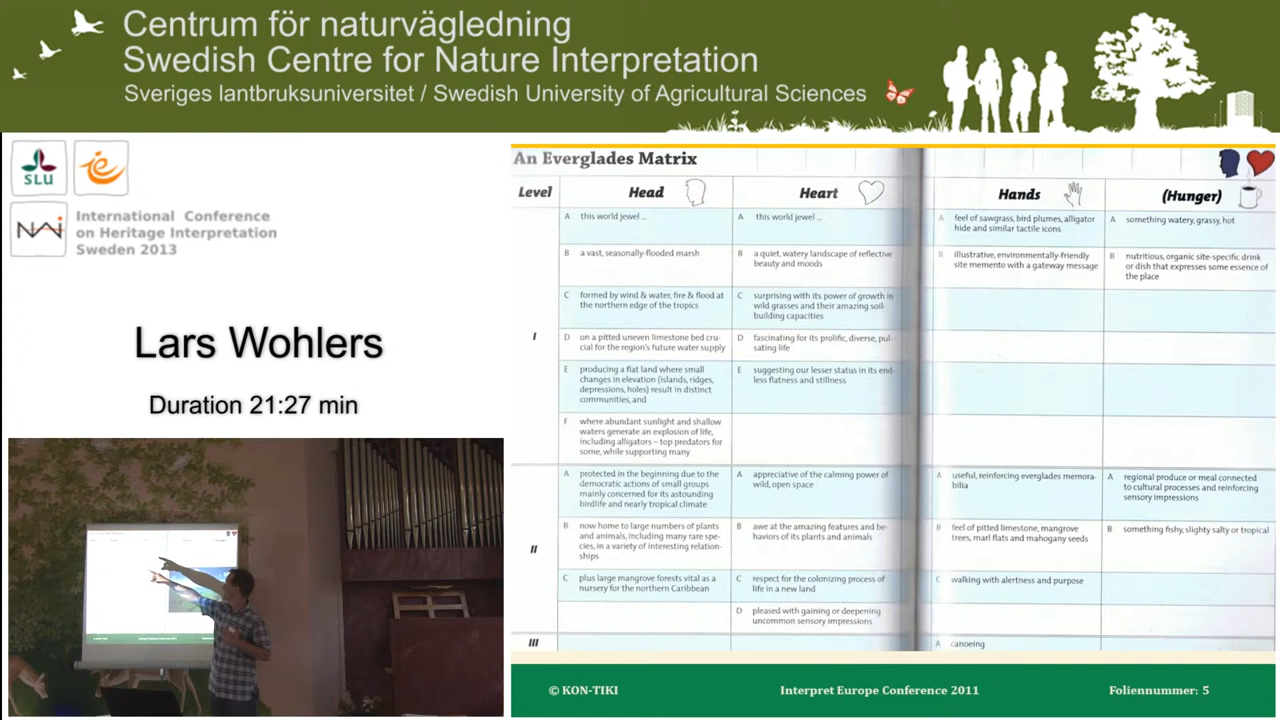 Centrum för naturvägledning
Swedish Centre for Nature Interpretation
Sveriges lantbruksuniversitet / Swedish University of Agricultural Sciences
SLU
ie
NAI
International Conference
on Heritage Interpretation
Sweden 2013
Lars Wohlers
Duration 21:27 min
An Everglades Matrix
Level
Head
Heart
Hands
(Hunger)
I
A this world jewel ...
B a vast, seasonally-flooded marsh
C formed by wind & water, fire & flood at
the northern edge of the tropics
D on a pitted uneven limestone bed cru-
cial for the region's future water supply
E producing a flat land where small
changes in elevation (islands, ridges,
depressions, holes) result in distinct
communities, and
F where abundant sunlight and shallow
waters generate an explosion of life,
including alligators – top predators for
some, while supporting many
A this world jewel ...
B a quiet, watery landscape of reflective
beauty and moods
C surprising with its power of growth in
wild grasses and their amazing soil-
building capacities
D fascinating for its prolific, diverse, pul-
sating life
E suggesting our lesser status in its end-
less flatness and stillness
A feel of sawgrass, bird plumes, alligator
hide and similar tactile icons
B illustrative, environmentally-friendly
site memento with a gateway message
A something watery, grassy, hot
B nutritious, organic site-specific drink
or dish that expresses some essence of
the place
II
A protected in the beginning due to the
democratic actions of small groups
mainly concerned for its astounding
birdlife and nearly tropical climate
B now home to large numbers of plants
and animals, including many rare spe-
cies, in a variety of interesting relation-
ships
C plus large mangrove forests vital as a
nursery for the northern Caribbean
A appreciative of the calming power of
wild, open space
B awe at the amazing features and be-
haviors of its plants and animals
C respect for the colonizing process of
life in a new land
D pleased with gaining or deepening
uncommon sensory impressions
A useful, reinforcing everglades memora-
bilia
B feel of pitted limestone, mangrove
trees, marl flats and mahogany seeds
C walking with alertness and purpose
A regional produce or meal connected
to cultural processes and reinforcing
sensory impressions
B something fishy, slighty salty or tropical
III
A canoeing
© KON-TIKI
Interpret Europe Conference 2011
Foliennummer: 5